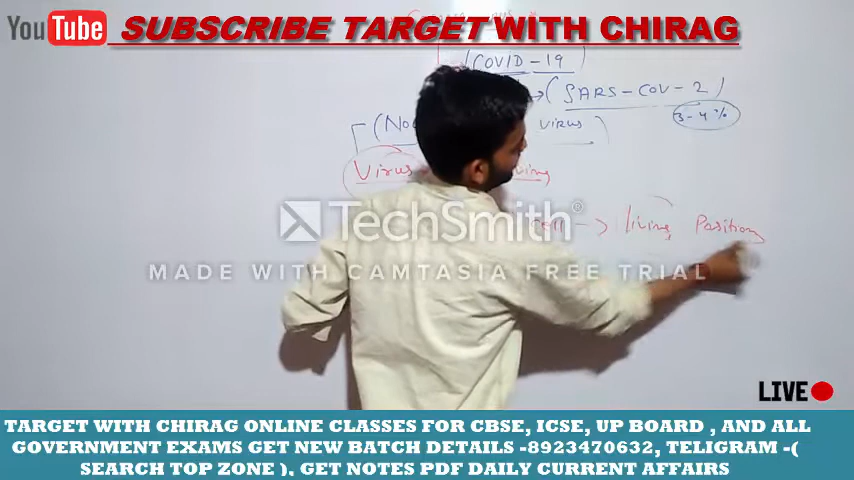 YouTube SUBSCRIBE TARGET WITH CHIRAG
COVID-19
→ (SARS-COV-2)
3-4%
virus)
Virus
→ living Position
TechSmith®
MADE WITH CAMTASIA FREE TRIAL
LIVE
TARGET WITH CHIRAG ONLINE CLASSES FOR CBSE, ICSE, UP BOARD , AND ALL
GOVERNMENT EXAMS GET NEW BATCH DETAILS -8923470632, TELIGRAM -(
SEARCH TOP ZONE ), GET NOTES PDF DAILY CURRENT AFFAIRS